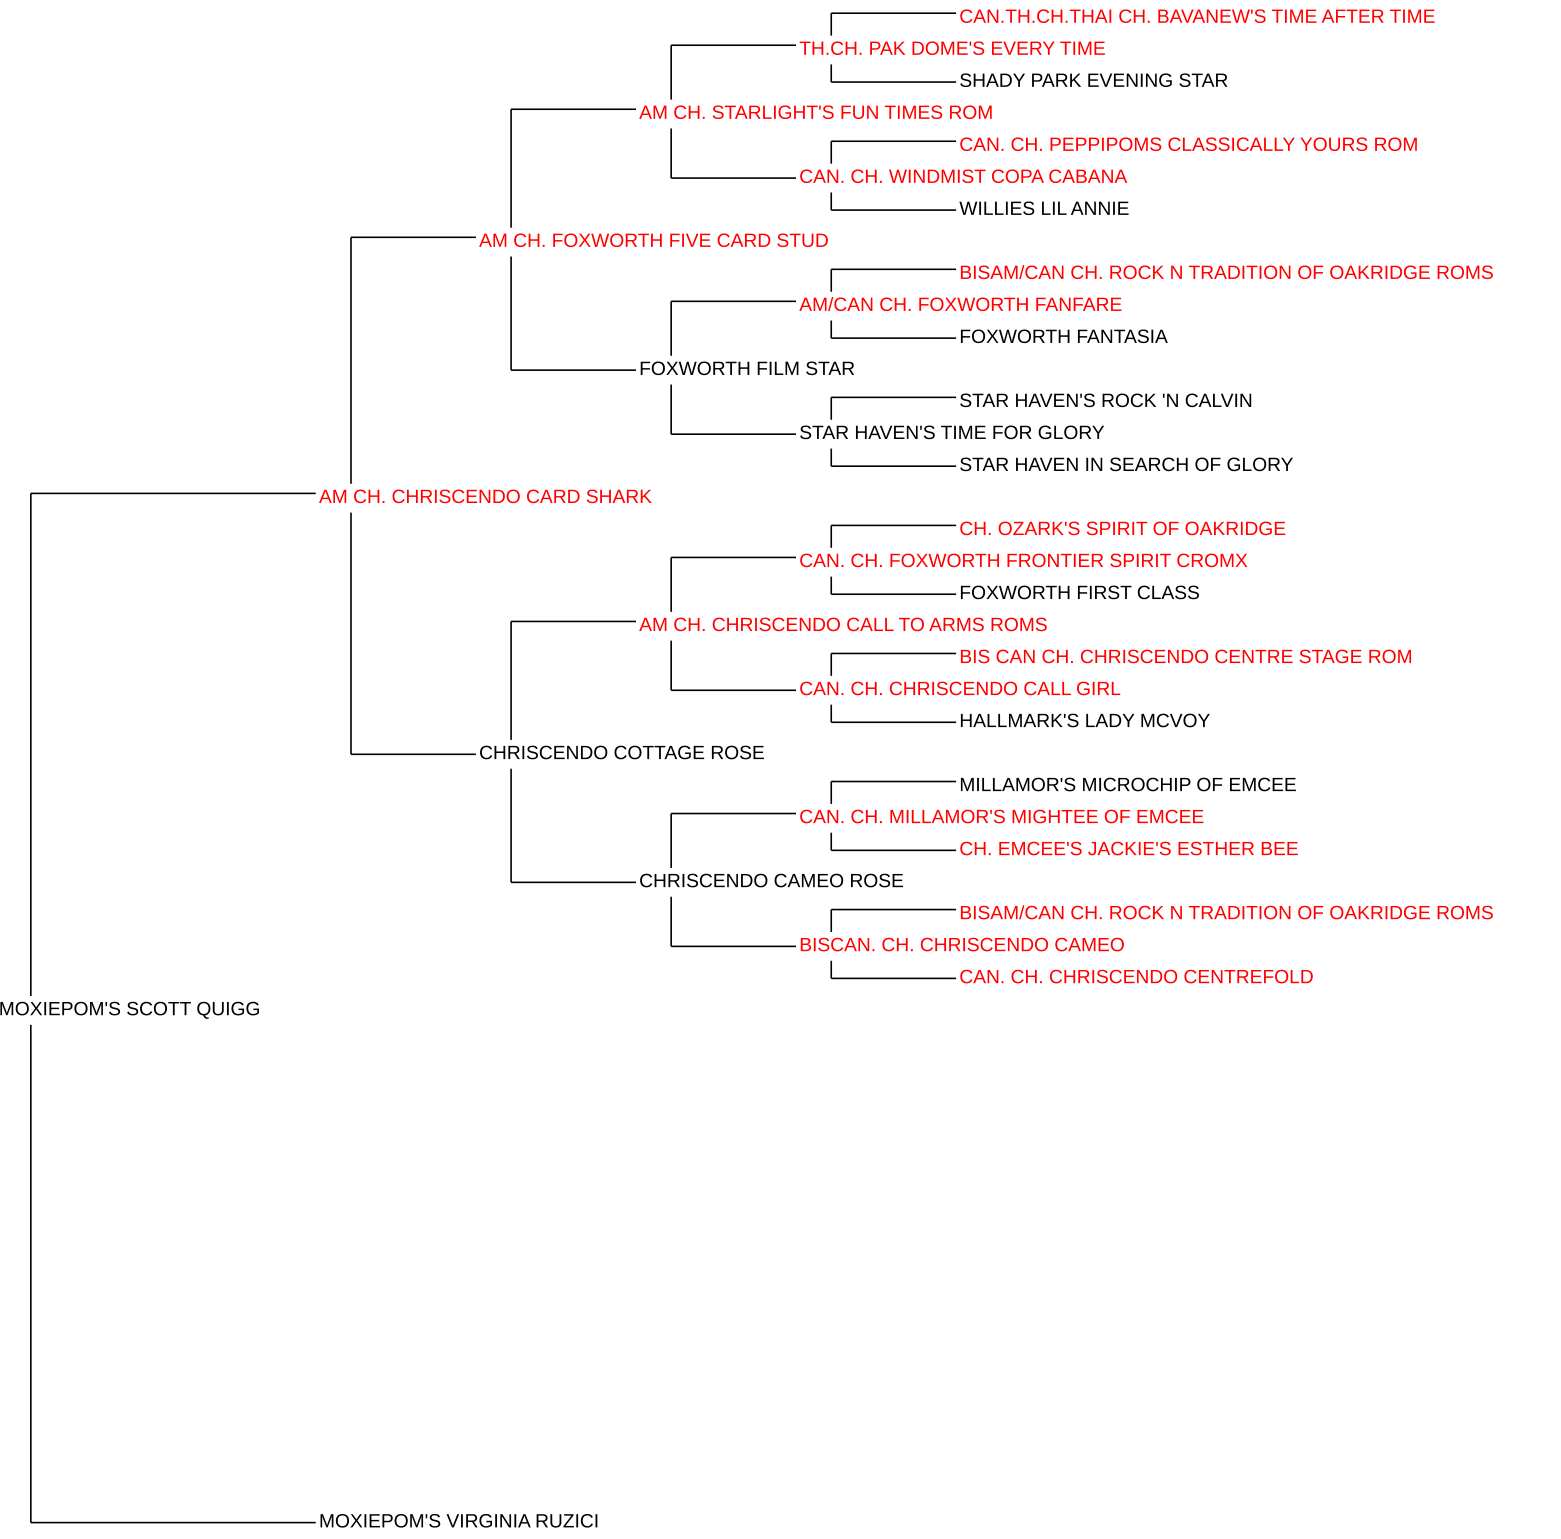 CAN.TH.CH.THAI CH. BAVANEW'S TIME AFTER TIME
TH.CH. PAK DOME'S EVERY TIME
SHADY PARK EVENING STAR
AM CH. STARLIGHT'S FUN TIMES ROM
CAN. CH. PEPPIPOMS CLASSICALLY YOURS ROM
CAN. CH. WINDMIST COPA CABANA
WILLIES LIL ANNIE
AM CH. FOXWORTH FIVE CARD STUD
BISAM/CAN CH. ROCK N TRADITION OF OAKRIDGE ROMS
AM/CAN CH. FOXWORTH FANFARE
FOXWORTH FANTASIA
FOXWORTH FILM STAR
STAR HAVEN'S ROCK 'N CALVIN
STAR HAVEN'S TIME FOR GLORY
STAR HAVEN IN SEARCH OF GLORY
AM CH. CHRISCENDO CARD SHARK
CH. OZARK'S SPIRIT OF OAKRIDGE
CAN. CH. FOXWORTH FRONTIER SPIRIT CROMX
FOXWORTH FIRST CLASS
AM CH. CHRISCENDO CALL TO ARMS ROMS
BIS CAN CH. CHRISCENDO CENTRE STAGE ROM
CAN. CH. CHRISCENDO CALL GIRL
HALLMARK'S LADY MCVOY
CHRISCENDO COTTAGE ROSE
MILLAMOR'S MICROCHIP OF EMCEE
CAN. CH. MILLAMOR'S MIGHTEE OF EMCEE
CH. EMCEE'S JACKIE'S ESTHER BEE
CHRISCENDO CAMEO ROSE
BISAM/CAN CH. ROCK N TRADITION OF OAKRIDGE ROMS
BISCAN. CH. CHRISCENDO CAMEO
CAN. CH. CHRISCENDO CENTREFOLD
MOXIEPOM'S SCOTT QUIGG
MOXIEPOM'S VIRGINIA RUZICI